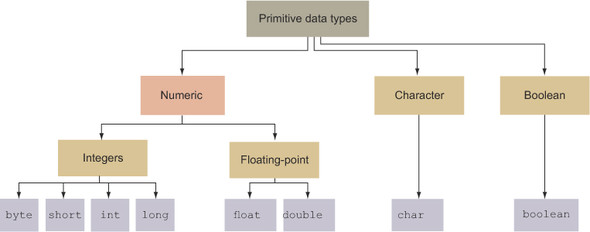 Primitive data types
Numeric
Character
Boolean
Integers
Floating-point
byte
short
int
long
float
double
char
boolean